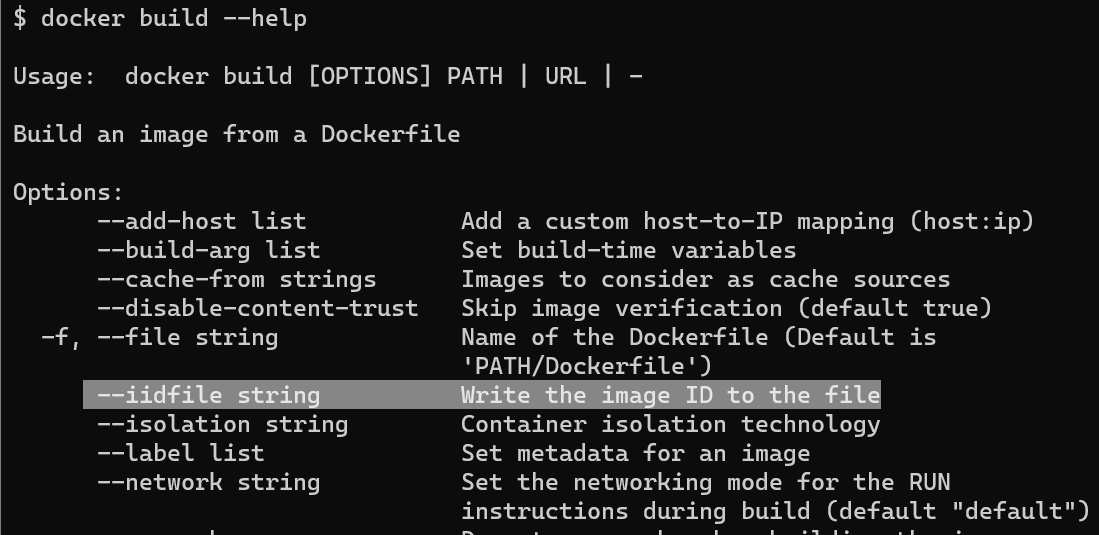 $ docker build --help
Usage:  docker build [OPTIONS] PATH | URL | -
Build an image from a Dockerfile
Options:
      --add-host list           Add a custom host-to-IP mapping (host:ip)
      --build-arg list          Set build-time variables
      --cache-from strings      Images to consider as cache sources
      --disable-content-trust   Skip image verification (default true)
  -f, --file string             Name of the Dockerfile (Default is
                                'PATH/Dockerfile')
      --iidfile string          Write the image ID to the file
      --isolation string        Container isolation technology
      --label list              Set metadata for an image
      --network string          Set the networking mode for the RUN
                                instructions during build (default "default")